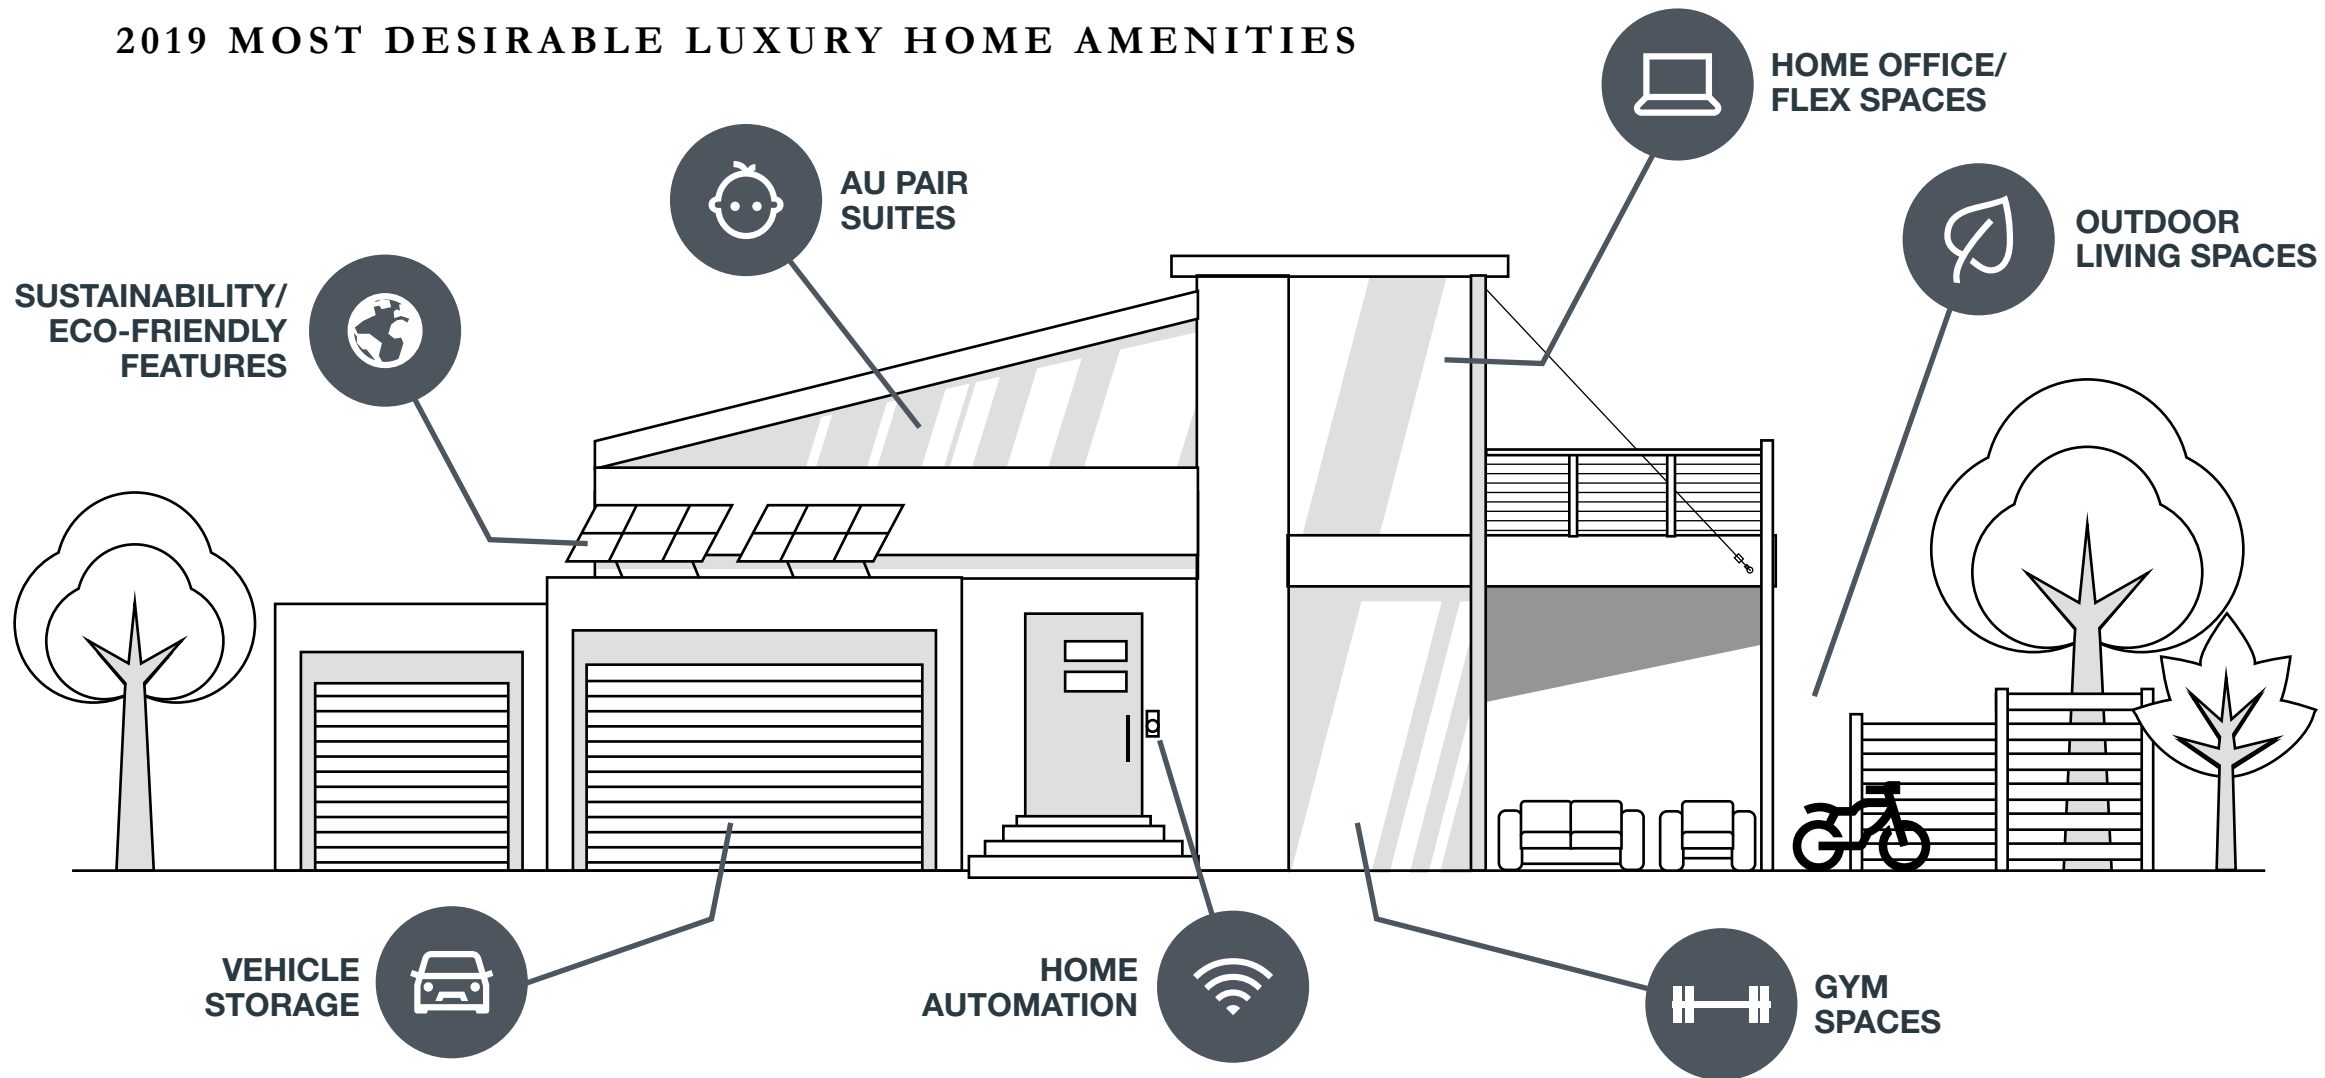 2019 MOST DESIRABLE LUXURY HOME AMENITIES
HOME OFFICE/
FLEX SPACES
AU PAIR
SUITES
OUTDOOR
LIVING SPACES
SUSTAINABILITY/
ECO-FRIENDLY
FEATURES
VEHICLE
STORAGE
HOME
AUTOMATION
GYM
SPACES